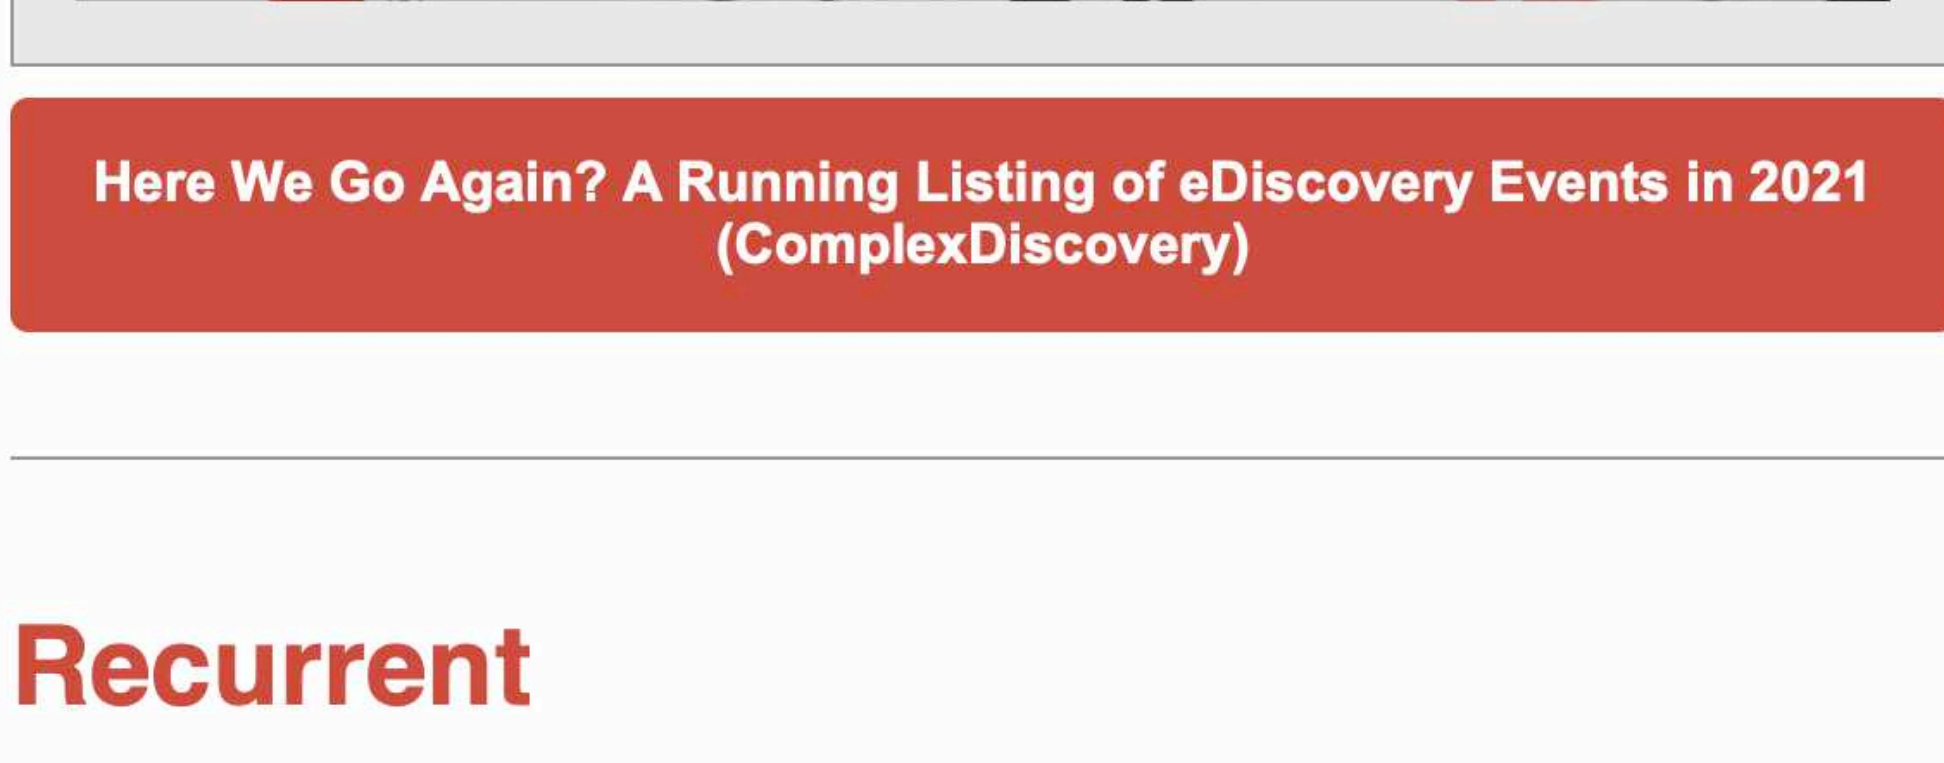 Here We Go Again? A Running Listing of eDiscovery Events in 2021
(ComplexDiscovery)
Recurrent